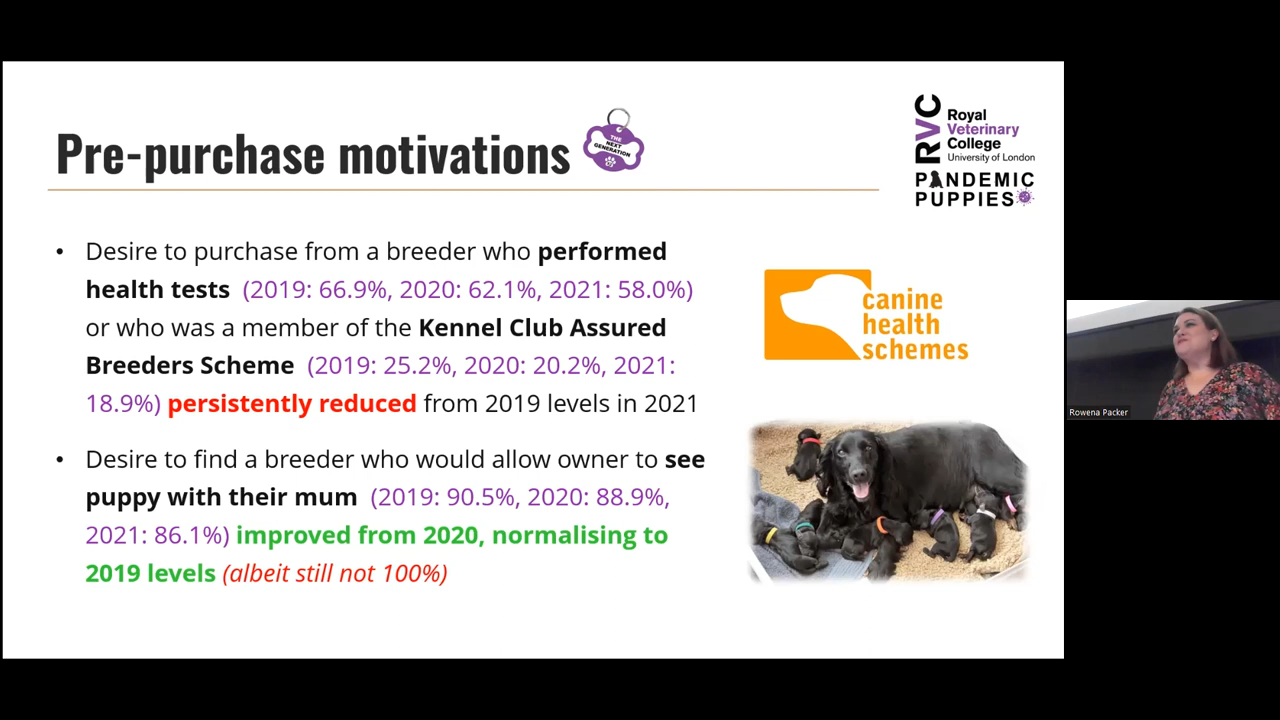 Pre-purchase motivations
THE
NEXT
GENERATION
RVC
Royal
Veterinary
College
University of London
PANDEMIC
PUPPIES
• Desire to purchase from a breeder who performed
health tests (2019: 66.9%, 2020: 62.1%, 2021: 58.0%)
or who was a member of the Kennel Club Assured
Breeders Scheme (2019: 25.2%, 2020: 20.2%, 2021:
18.9%) persistently reduced from 2019 levels in 2021
• Desire to find a breeder who would allow owner to see
puppy with their mum (2019: 90.5%, 2020: 88.9%,
2021: 86.1%) improved from 2020, normalising to
2019 levels (albeit still not 100%)
canine
health
schemes
Rowena Packer